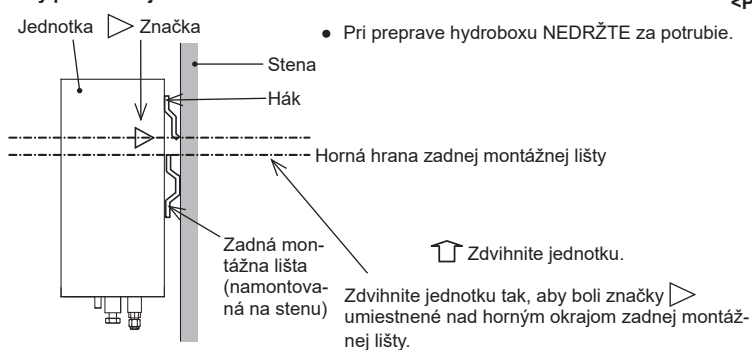 Jednotka ▷ Značka
● Pri preprave hydroboxu NEDRŽTE za potrubie.
Stena
Hák
Horná hrana zadnej montážnej lišty
Zadná mon-
tážna lišta
(namontova-
ná na stenu)
⇧ Zdvihnite jednotku.
Zdvihnite jednotku tak, aby boli značky ▷
umiestnené nad horným okrajom zadnej montáž-
nej lišty.